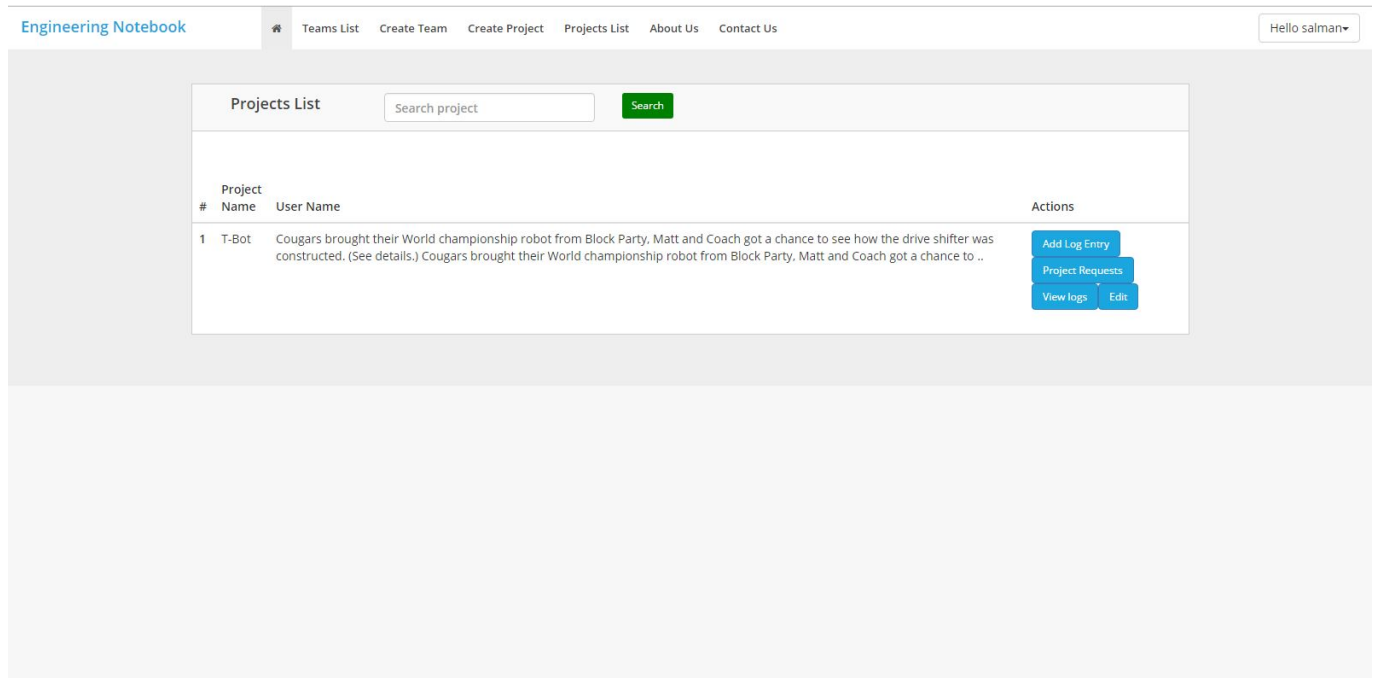 Engineering Notebook Teams List Create Team Create Project Projects List About Us Contact Us Hello salman
Projects List Search project Search
# Project Name User Name Actions
1 T-Bot Cougars brought their World championship robot from Block Party, Matt and Coach got a chance to see how the drive shifter was
constructed. (See details.) Cougars brought their World championship robot from Block Party, Matt and Coach got a chance to ..
Add Log Entry
Project Requests
View logs Edit